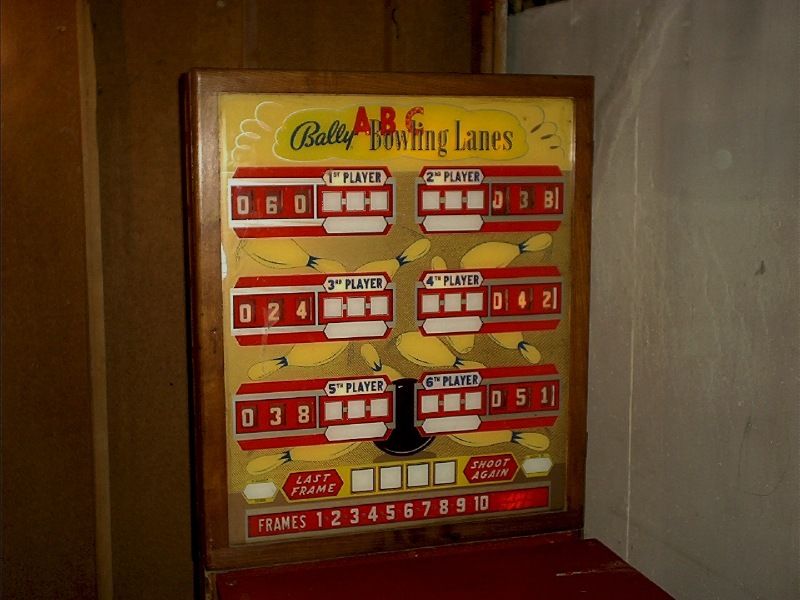 Bally ABC Bowling Lanes
1ST PLAYER
2ND PLAYER
060
038
3RD PLAYER
4TH PLAYER
024
042
5TH PLAYER
6TH PLAYER
038
051
LAST FRAME
SHOOT AGAIN
FRAMES 1 2 3 4 5 6 7 8 9 10